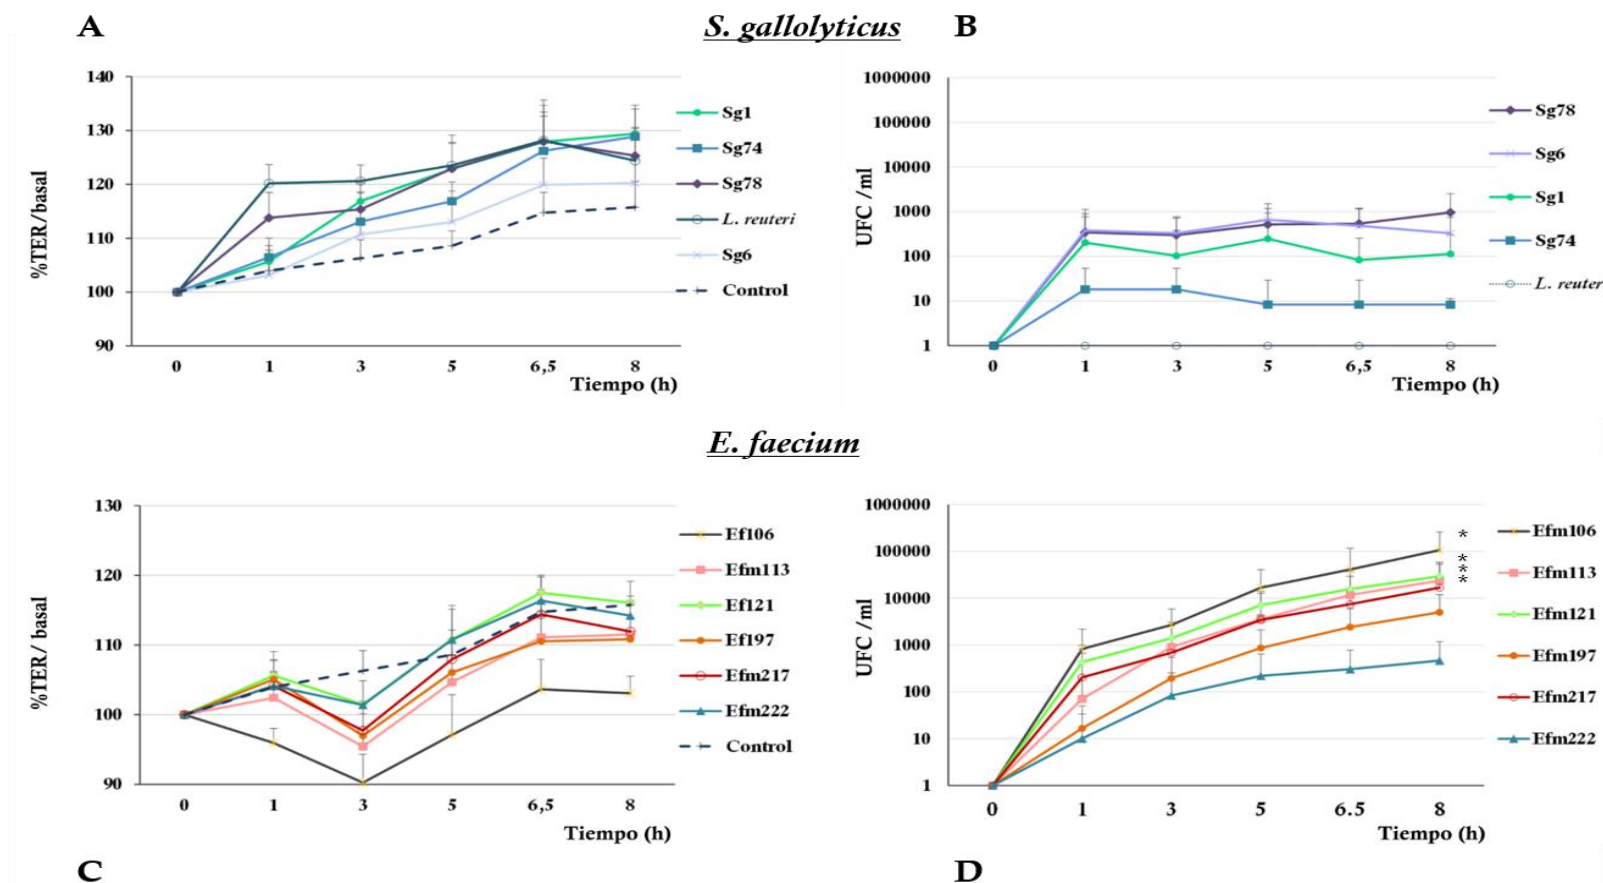 A
S. gallolyticus
B
%TER/basal
140
130
120
110
100
90
0
1
3
5
6,5
8
Tiempo (h)
Sg1
Sg74
Sg78
L. reuteri
Sg6
Control
UFC /ml
1000000
100000
10000
1000
100
10
1
0
1
3
5
6,5
8
Tiempo (h)
Sg78
Sg6
Sg1
Sg74
L. reuter
E. faecium
%TER/ basal
130
120
110
100
90
0
1
3
5
6,5
8
Tiempo (h)
Ef106
Efm113
Ef121
Ef197
Efm217
Efm222
Control
UFC /ml
1000000
100000
10000
1000
100
10
1
0
1
3
5
6.5
8
Tiempo (h)
*
*
*
*
Efm106
Efm113
Efm121
Efm197
Efm217
Efm222
C
D